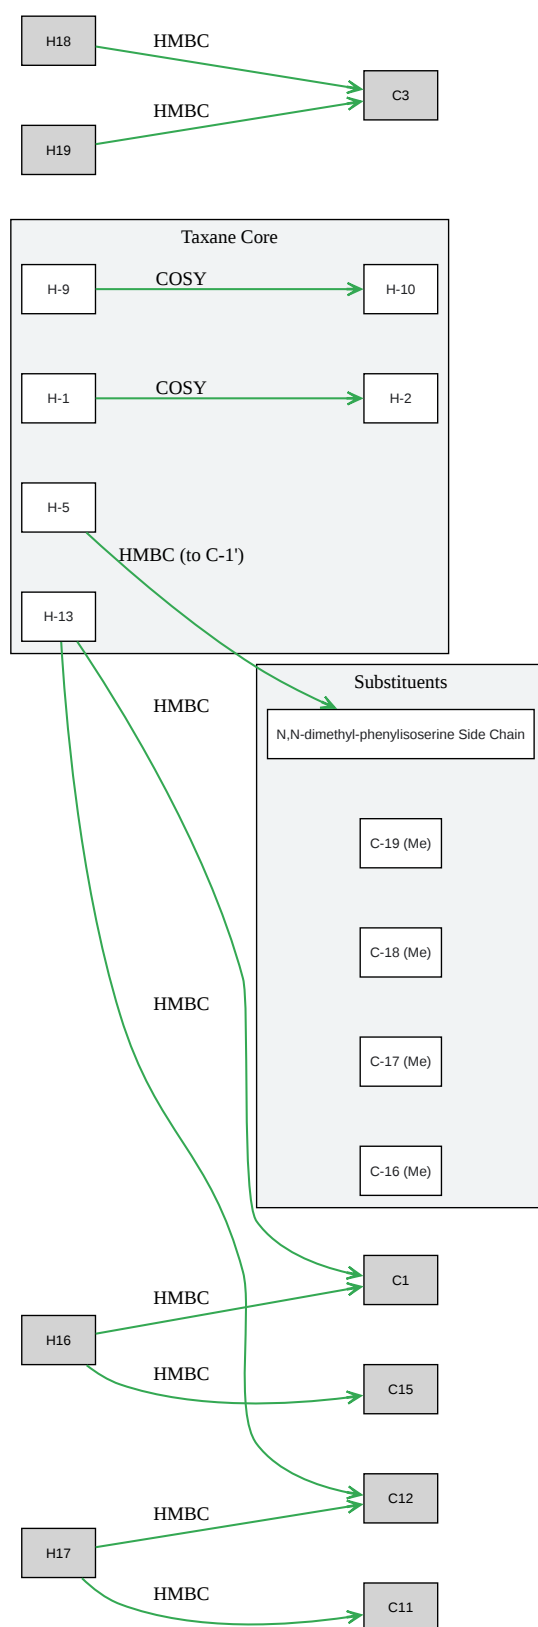 H18
HMBC
C3
HMBC
H19
Taxane Core
H-9
COSY
H-10
H-1
COSY
H-2
H-5
HMBC (to C-1')
H-13
Substituents
HMBC
N,N-dimethyl-phenylisoserine Side Chain
C-19 (Me)
C-18 (Me)
HMBC
C-17 (Me)
C-16 (Me)
C1
HMBC
H16
HMBC
C15
C12
HMBC
H17
HMBC
C11